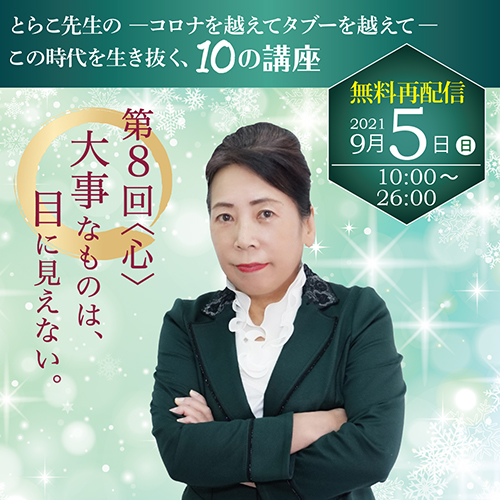 とらこ先生の ―コロナを越えてタブーを越えて―
この時代を生き抜く、10の講座
無料再配信
2021
9月5日(日)
10:00～
26:00
第8回〈心〉
大事なものは、
目に見えない。